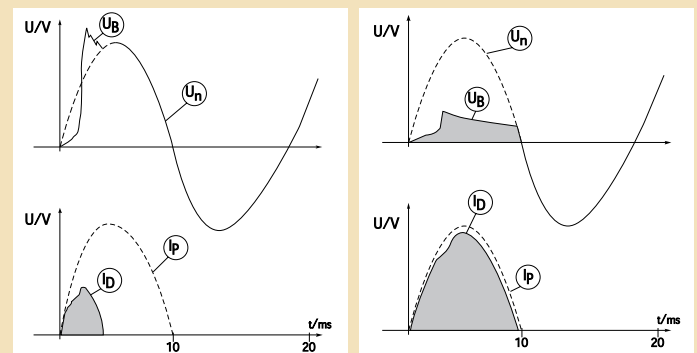 U/V
U_B
U_n
U/V
I_P
I_D
t/ms
10
20
U/V
U_n
U_B
U/V
I_D
I_P
t/ms
10
20